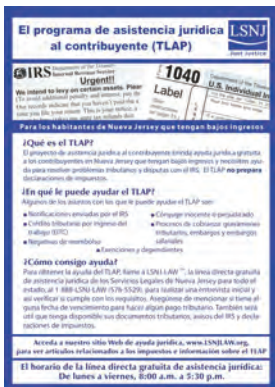 El programa de asistencia jurídica
al contribuyente (TLAP)
LSNJ
Just Justice
IRS Department of the Treasury
Internal Revenue Service
Urgent!!
We intend to levy on certain assets. Please
1040
U.S. Individual In
Label
Para los habitantes de Nueva Jersey que tengan bajos ingresos
¿Qué es el TLAP?
El proyecto de asistencia jurídica al contribuyente brinda ayuda jurídica gratuita
a los contribuyentes en Nueva Jersey que tengan bajos ingresos y necesiten ayu-
da para resolver problemas tributarios y disputas con el IRS. El TLAP no prepara
declaraciones de impuestos.
¿En qué le puede ayudar el TLAP?
Algunos de los asuntos con los que le puede ayudar el TLAP son:
Notificaciones enviadas por el IRS
Crédito tributario por ingreso del
trabajo (EITC)
Negativas de reembolso
Cónyuge inocente o perjudicado
Procesos de cobranza: gravámenes
tributarios, embargos y embargos
salariales
Exenciones y dependientes
¿Cómo consigo ayuda?
Para obtener la ayuda del TLAP, llame a LSNJ-LAW™, la línea directa gratuita
de asistencia jurídica de los Servicios Legales de Nueva Jersey para todo el
estado, al 1 888-LSNJ-LAW (576-5529), para realizar una entrevista inicial y
así verificar si cumple con los requisitos. Asegúrese de mencionar si tiene al-
guna fecha de vencimiento para hacer algún pago tributario. También será
útil que tenga disponible sus documentos tributarios, avisos del IRS y decla-
raciones de impuestos.
Acceda a nuestro sitio Web de ayuda jurídica, www.LSNJLAW.org,
para ver artículos relacionados a los impuestos e información sobre el TLAP
El horario de la línea directa gratuita de asistencia jurídica:
De lunes a viernes, 8:00 a.m. a 5:30 p.m.